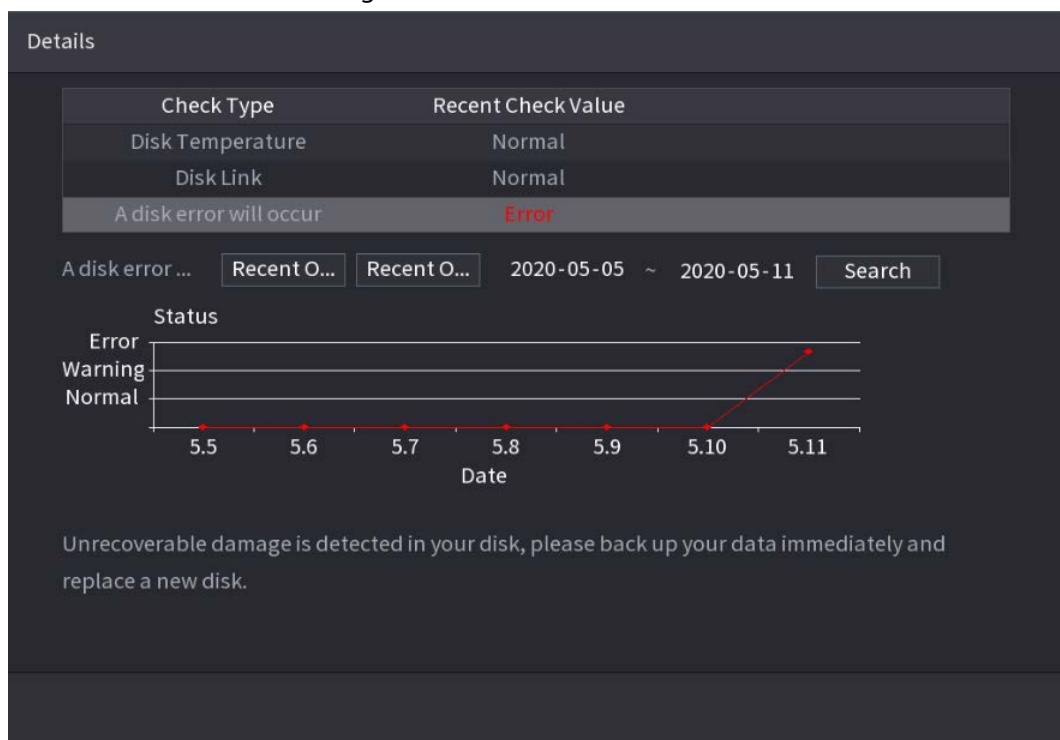 Details
Check Type Recent Check Value
Disk Temperature Normal
Disk Link Normal
A disk error will occur Error
A disk error ... Recent O... Recent O... 2020-05-05 ~ 2020-05-11 Search
Status
Error
Warning
Normal
5.5 5.6 5.7 5.8 5.9 5.10 5.11
Date
Unrecoverable damage is detected in your disk, please back up your data immediately and
replace a new disk.